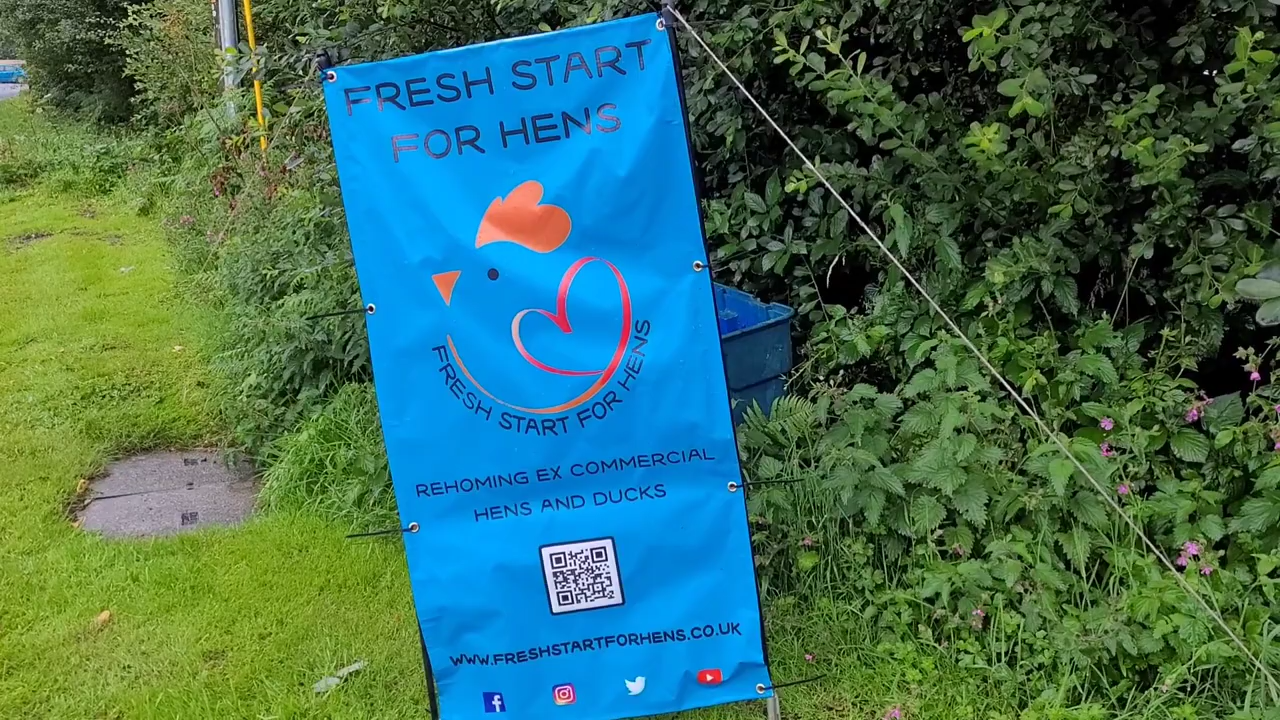 FRESH START
FOR HENS
FRESH START FOR HENS
REHOMING EX COMMERCIAL
HENS AND DUCKS
WWW.FRESHSTARTFORHENS.CO.UK